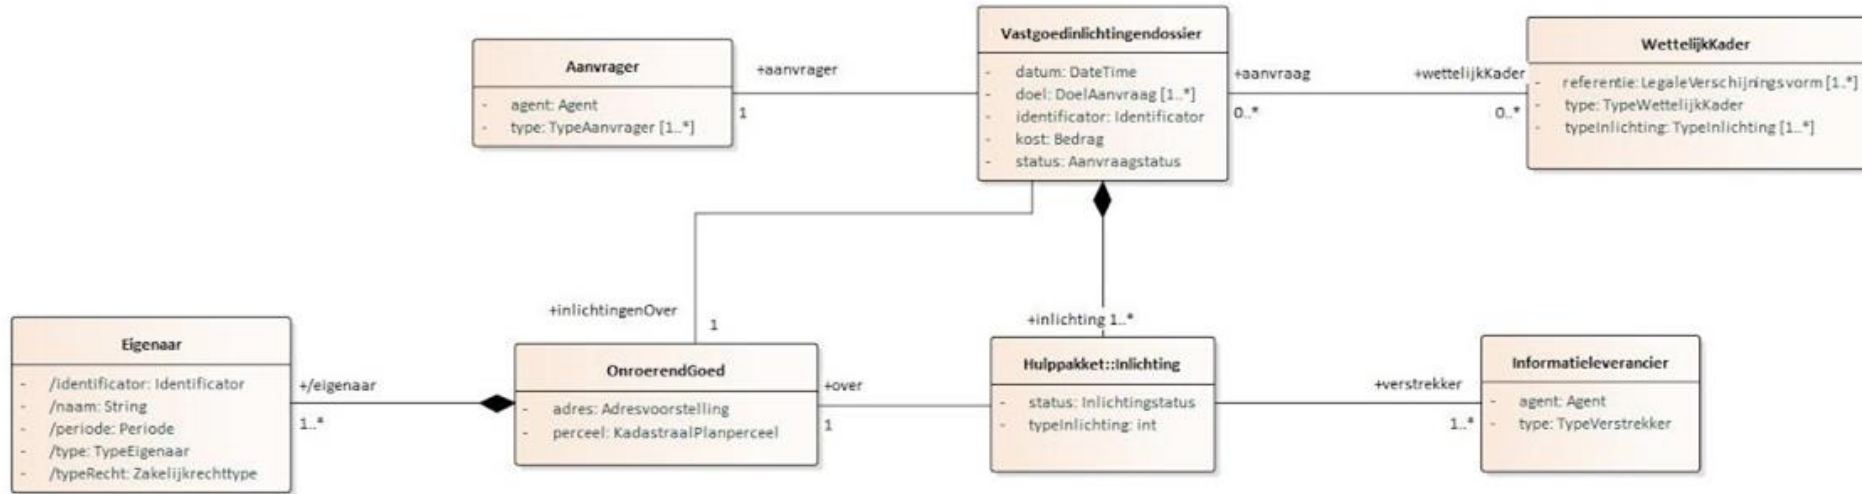 Vastgoedinlichtingendossier
- datum: DateTime
- doel: DoelAanvraag [1..*]
- identificator: Identificator
- kost: Bedrag
- status: Aanvraagstatus
Aanvrager
- agent: Agent
- type: TypeAanvrager [1..*]
+aanvrager
1
+aanvraag
0..*
+wettelijkKader
0..*
WettelijkKader
- referentie: LegaleVerschijningsvorm [1..*]
- type: TypeWettelijkKader
- typeInlichting: TypeInlichting [1..*]
+inlichtingenOver
1
+inlichting 1..*
Eigenaar
- /identificator: Identificator
- /naam: String
- /periode: Periode
- /type: TypeEigenaar
- /typeRecht: Zakelijkrechttype
+/eigenaar
1..*
OnroerendGoed
- adres: Adresvoorstelling
- perceel: KadastraalPlanperceel
+over
1
Hulppakket::Inlichting
- status: Inlichtingstatus
- typeInlichting: int
+verstrekker
1..*
Informatieleverancier
- agent: Agent
- type: TypeVerstrekker